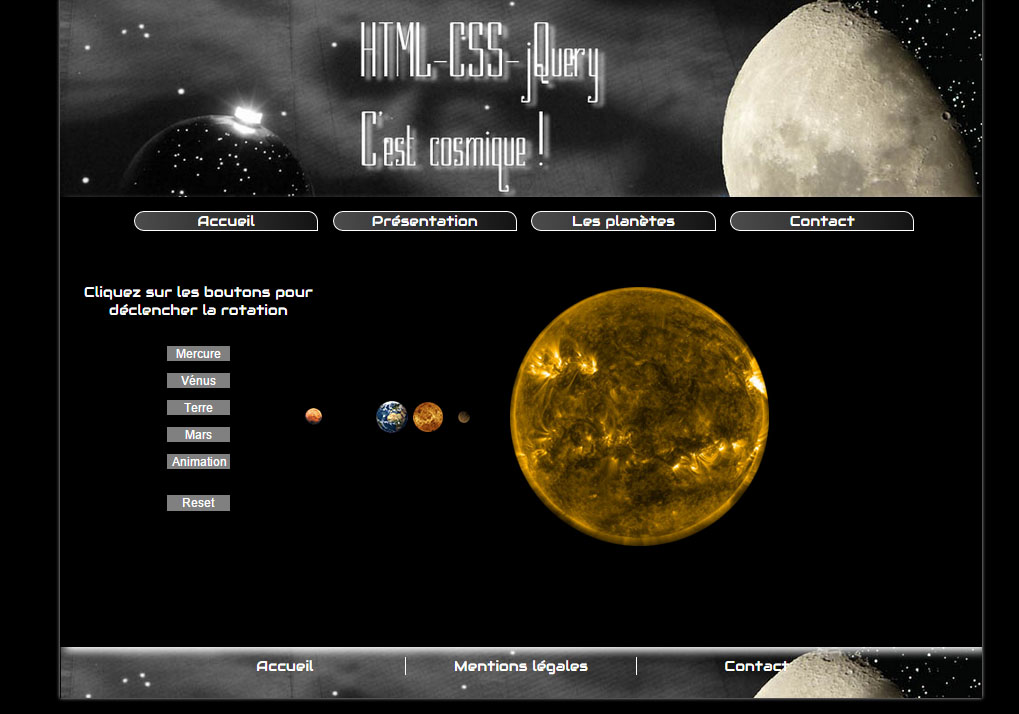 HTML-CSS-jQuery
C'est cosmique !
Accueil
Présentation
Les planètes
Contact
Cliquez sur les boutons pour
déclencher la rotation
Mercure
Vénus
Terre
Mars
Animation
Reset
Accueil
Mentions légales
Contact